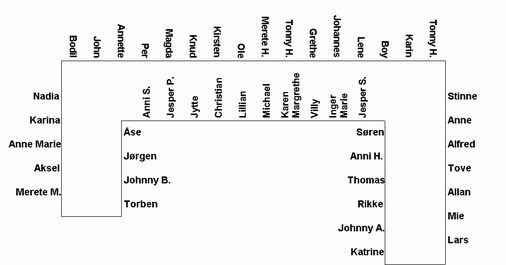 Bodil
John
Annette
Per
Magda
Knud
Kirsten
Ole
Merete H.
Tonny H.
Grethe
Johannes
Lene
Boy
Karin
Tonny H.
Anni S.
Jesper P.
Jytte
Christian
Lillian
Michael
Karen
Margrethe
Villy
Inger
Marie
Jesper S.
Nadia
Karina
Anne Marie
Aksel
Merete M.
Åse
Jørgen
Johnny B.
Torben
Søren
Anni H.
Thomas
Rikke
Johnny A.
Katrine
Stinne
Anne
Alfred
Tove
Allan
Mie
Lars